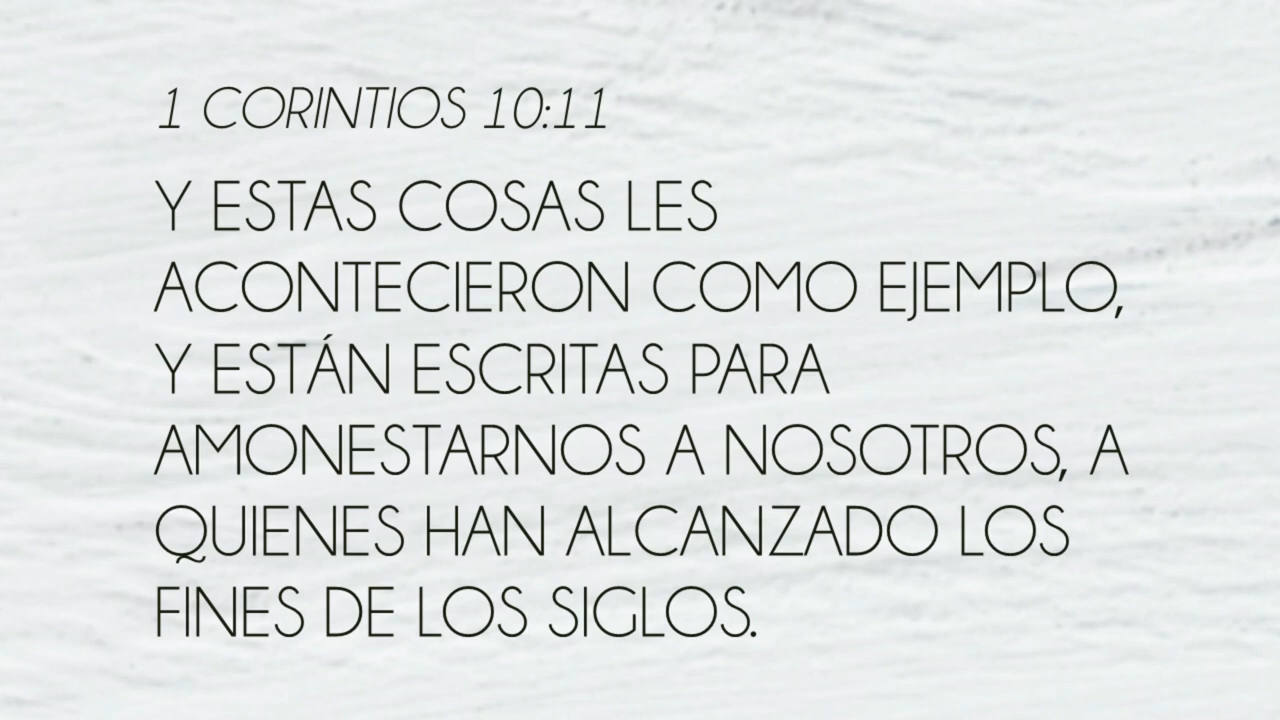 1 CORINTIOS 10:11
Y ESTAS COSAS LES
ACONTECIERON COMO EJEMPLO,
Y ESTÁN ESCRITAS PARA
AMONESTARNOS A NOSOTROS, A
QUIENES HAN ALCANZADO LOS
FINES DE LOS SIGLOS.